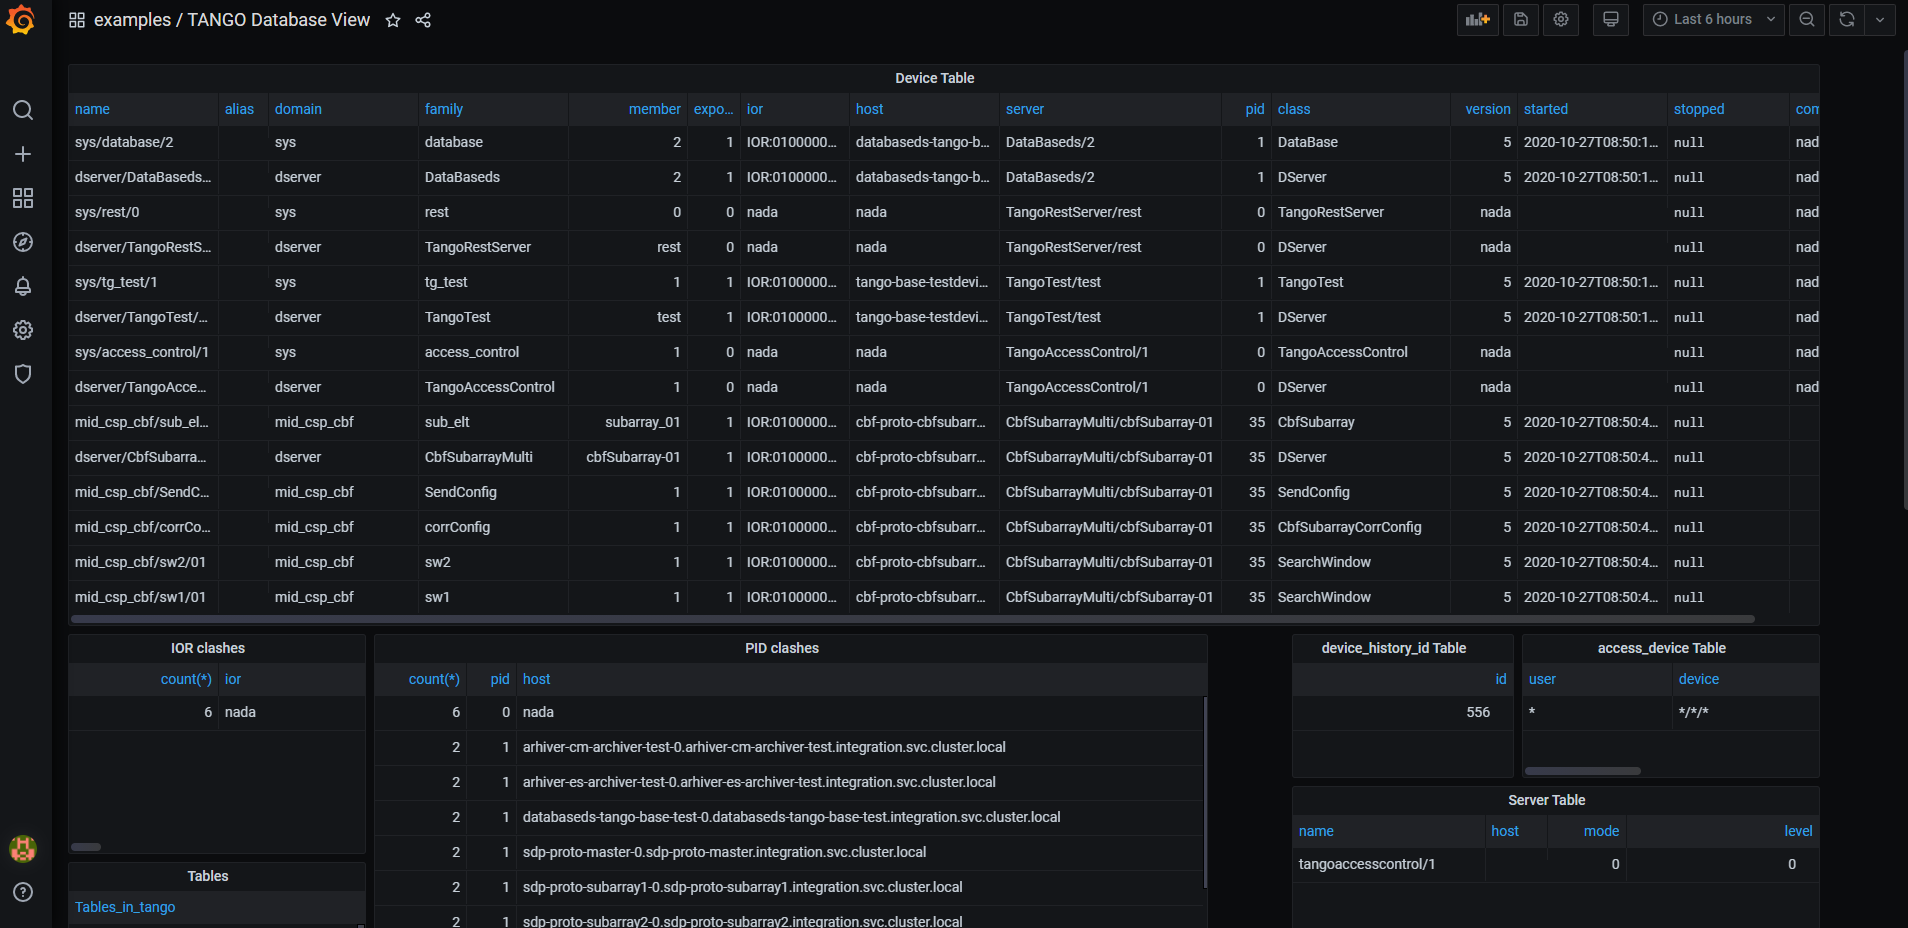 examples / TANGO Database View
Last 6 hours
Device Table
name alias domain family member expo... ior host server pid class version started stopped com
sys/database/2 sys database 2 1 IOR:0100000... databaseds-tango-b... DataBaseds/2 1 DataBase 5 2020-10-27T08:50:1... null nad
dserver/DataBaseds... dserver DataBaseds 2 1 IOR:0100000... databaseds-tango-b... DataBaseds/2 1 DServer 5 2020-10-27T08:50:1... null nad
sys/rest/0 sys rest 0 0 nada nada TangoRestServer/rest 0 TangoRestServer nada null nad
dserver/TangoRestS... dserver TangoRestServer rest 0 nada nada TangoRestServer/rest 0 DServer nada null nad
sys/tg_test/1 sys tg_test 1 1 IOR:0100000... tango-base-testdevi... TangoTest/test 1 TangoTest 5 2020-10-27T08:50:1... null nad
dserver/TangoTest/... dserver TangoTest test 1 IOR:0100000... tango-base-testdevi... TangoTest/test 1 DServer 5 2020-10-27T08:50:1... null nad
sys/access_control/1 sys access_control 1 0 nada nada TangoAccessControl/1 0 TangoAccessControl nada null nad
dserver/TangoAcce... dserver TangoAccessControl 1 0 nada nada TangoAccessControl/1 0 DServer nada null nad
mid_csp_cbf/sub_el... mid_csp_cbf sub_elt subarray_01 1 IOR:0100000... cbf-proto-cbfsubarr... CbfSubarrayMulti/cbfSubarray-01 35 CbfSubarray 5 2020-10-27T08:50:4... null
dserver/CbfSubarra... dserver CbfSubarrayMulti cbfSubarray-01 1 IOR:0100000... cbf-proto-cbfsubarr... CbfSubarrayMulti/cbfSubarray-01 35 DServer 5 2020-10-27T08:50:4... null
mid_csp_cbf/SendC... mid_csp_cbf SendConfig 1 1 IOR:0100000... cbf-proto-cbfsubarr... CbfSubarrayMulti/cbfSubarray-01 35 SendConfig 5 2020-10-27T08:50:4... null
mid_csp_cbf/corrCo... mid_csp_cbf corrConfig 1 1 IOR:0100000... cbf-proto-cbfsubarr... CbfSubarrayMulti/cbfSubarray-01 35 CbfSubarrayCorrConfig 5 2020-10-27T08:50:4... null
mid_csp_cbf/sw2/01 mid_csp_cbf sw2 1 1 IOR:0100000... cbf-proto-cbfsubarr... CbfSubarrayMulti/cbfSubarray-01 35 SearchWindow 5 2020-10-27T08:50:4... null
mid_csp_cbf/sw1/01 mid_csp_cbf sw1 1 1 IOR:0100000... cbf-proto-cbfsubarr... CbfSubarrayMulti/cbfSubarray-01 35 SearchWindow 5 2020-10-27T08:50:4... null
IOR clashes
count(*) ior
6 nada
Tables
Tables_in_tango
PID clashes
count(*) pid host
6 0 nada
2 1 arhiver-cm-archiver-test-0.arhiver-cm-archiver-test.integration.svc.cluster.local
2 1 arhiver-es-archiver-test-0.arhiver-es-archiver-test.integration.svc.cluster.local
2 1 databaseds-tango-base-test-0.databaseds-tango-base-test.integration.svc.cluster.local
2 1 sdp-proto-master-0.sdp-proto-master.integration.svc.cluster.local
2 1 sdp-proto-subarray1-0.sdp-proto-subarray1.integration.svc.cluster.local
2 1 sdp-proto-subarray2-0.sdp-proto-subarray2.integration.svc.cluster.local
device_history_id Table
id
556
access_device Table
user device
* */*/*
Server Table
name host mode level
tangoaccesscontrol/1 0 0